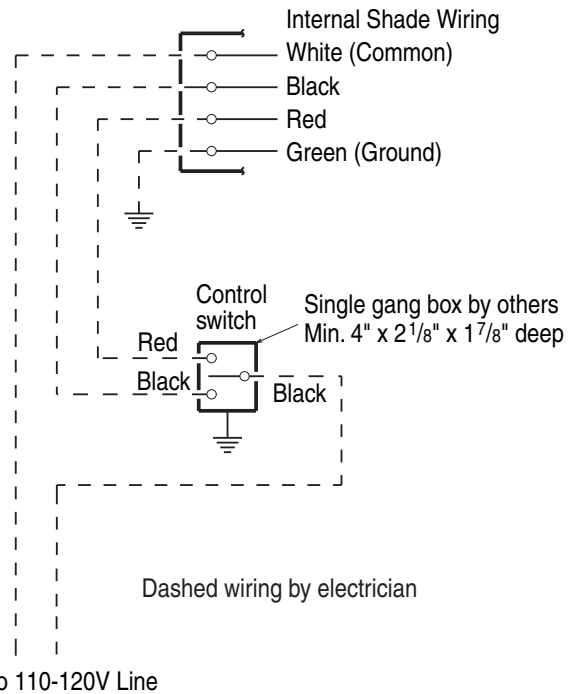 Internal Shade Wiring
White (Common)
Black
Red
Green (Ground)
Control
switch
Single gang box by others
Min. 4" x 2 1/8" x 1 7/8" deep
Red
Black
Black
Dashed wiring by electrician
110-120V Line